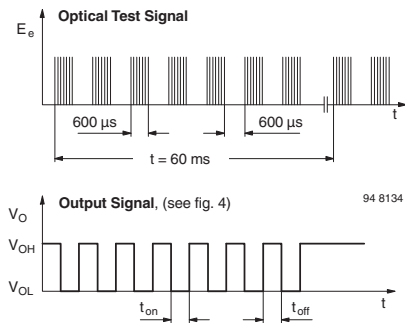 Optical Test Signal
Ee
600 µs
600 µs
t
t = 60 ms
94 8134
Output Signal, (see fig. 4)
VO
VOH
VOL
ton
toff
t